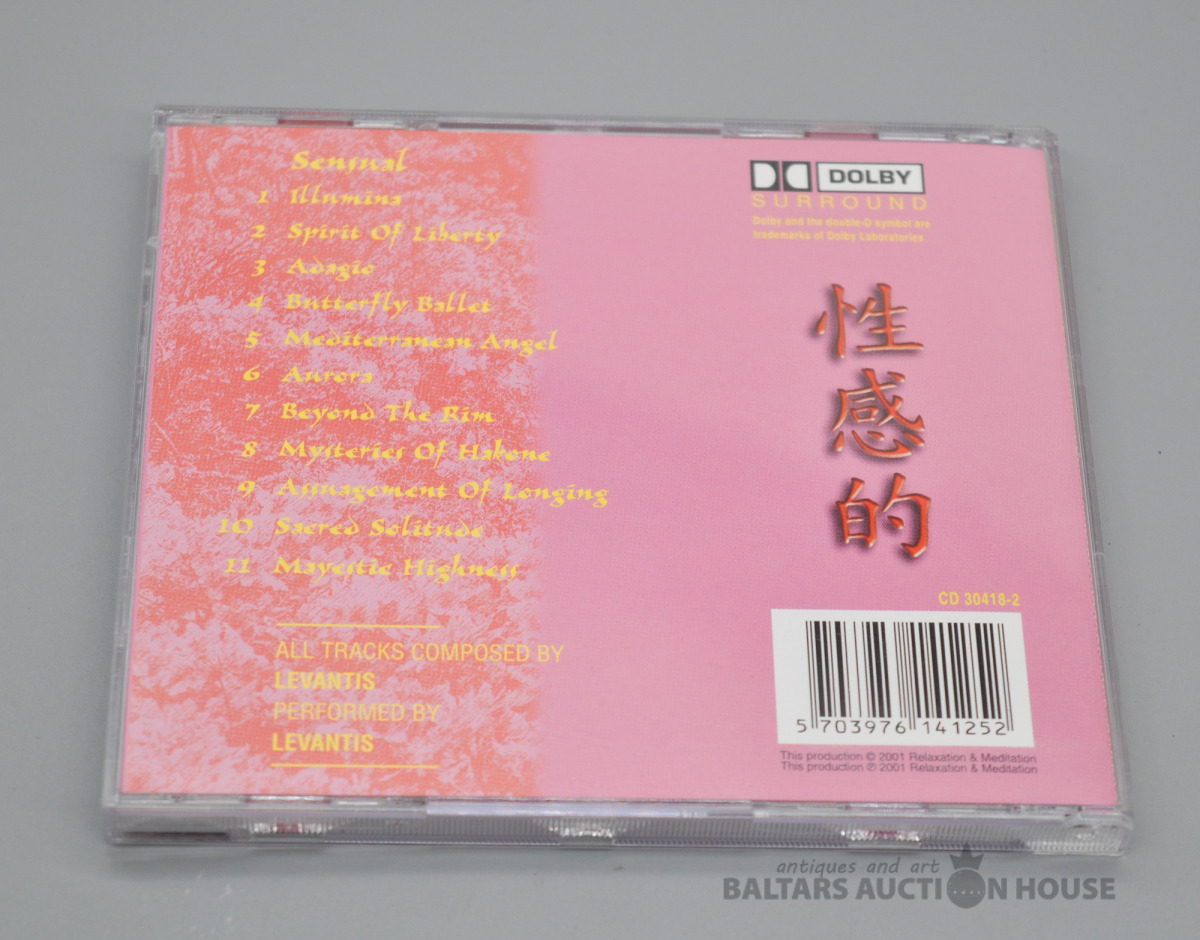 Sensual
1 Illumina
2 Spirit Of Liberty
3 Adagio
4 Butterfly Ballet
5 Mediterranean Angel
6 Aurora
7 Beyond The Rim
8 Mysteries Of Hakone
9 Assuagement Of Longing
10 Sacred Solitude
11 Mayestic Highness
ALL TRACKS COMPOSED BY
LEVANTIS
PERFORMED BY
LEVANTIS
DOLBY
SURROUND
Dolby and the double-D symbol are
trademarks of Dolby Laboratories
性
感
的
CD 30418-2
5 703976 141252
This production © 2001 Relaxation & Meditation
This production ℗ 2001 Relaxation & Meditation
antiques and art
BALTARS AUCTION HOUSE